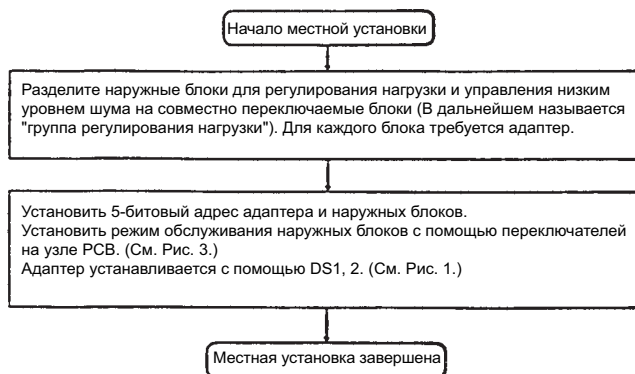 Начало местной установки
Разделите наружные блоки для регулирования нагрузки и управления низким
уровнем шума на совместно переключаемые блоки (В дальнейшем называется
"группа регулирования нагрузки"). Для каждого блока требуется адаптер.
Установить 5-битовый адрес адаптера и наружных блоков.
Установить режим обслуживания наружных блоков с помощью переключателей
на узле PCB. (См. Рис. 3.)
Адаптер устанавливается с помощью DS1, 2. (См. Рис. 1.)
Местная установка завершена